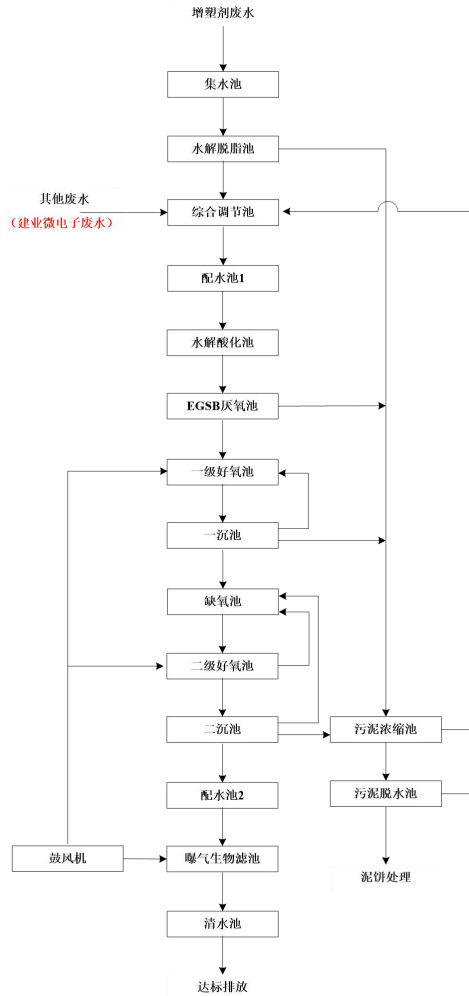 增塑剂废水
集水池
水解脱脂池
其他废水
（建业微电子废水）
综合调节池
配水池1
水解酸化池
EGSB厌氧池
一级好氧池
一沉池
缺氧池
二级好氧池
二沉池
污泥浓缩池
配水池2
污泥脱水池
鼓风机
曝气生物滤池
泥饼处理
清水池
达标排放